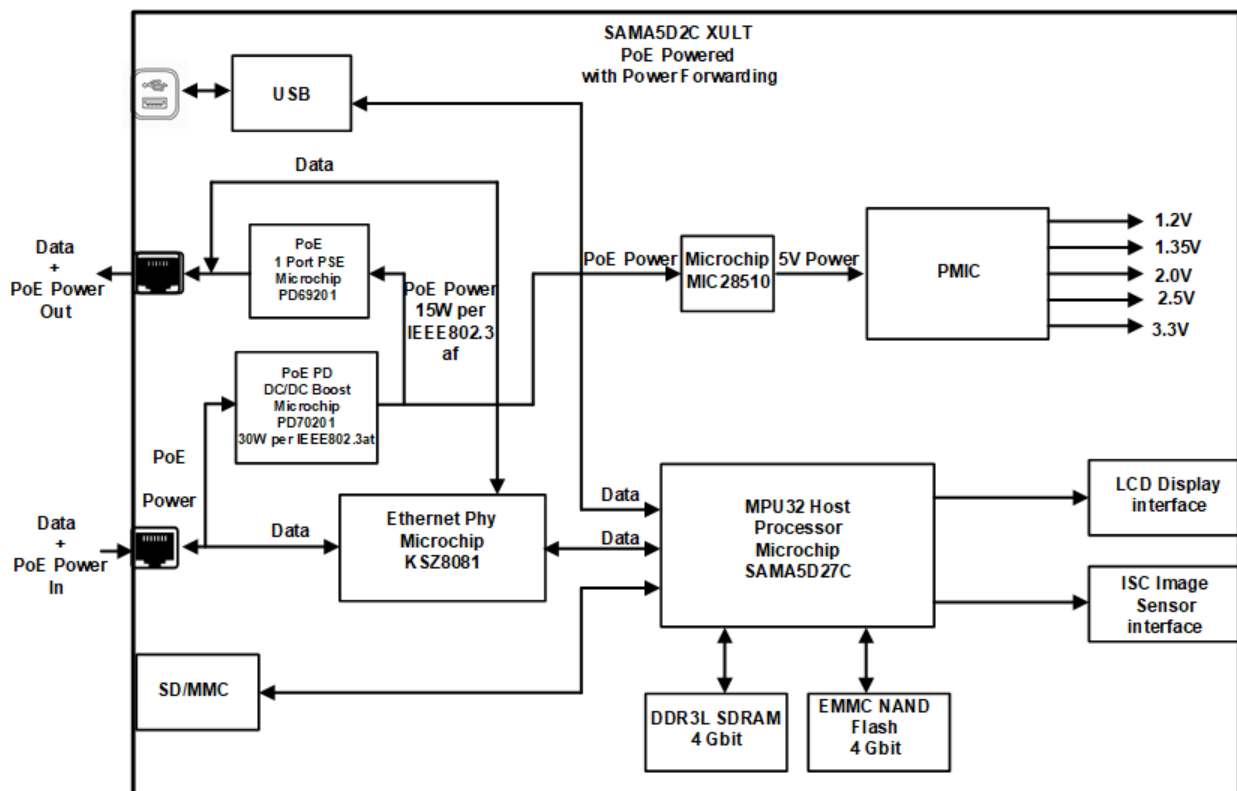 SAMA5D2C XULT
PoE Powered
with Power Forwarding
USB
Data
Data
+
PoE Power
Out
PoE
1 Port PSE
Microchip
PD69201
PoE Power
15W per
IEEE802.3
af
PoE Power
Microchip
MIC28510
5V Power
PMIC
1.2V
1.35V
2.0V
2.5V
3.3V
PoE PD
DC/DC Boost
Microchip
PD70201
30W per IEEE802.3at
PoE
Power
Data
+
PoE Power
In
Data
Ethernet Phy
Microchip
KSZ8081
Data
Data
MPU32 Host
Processor
Microchip
SAMA5D27C
LCD Display
interface
ISC Image
Sensor
interface
SD/MMC
DDR3L SDRAM
4 Gbit
EMMC NAND
Flash
4 Gbit